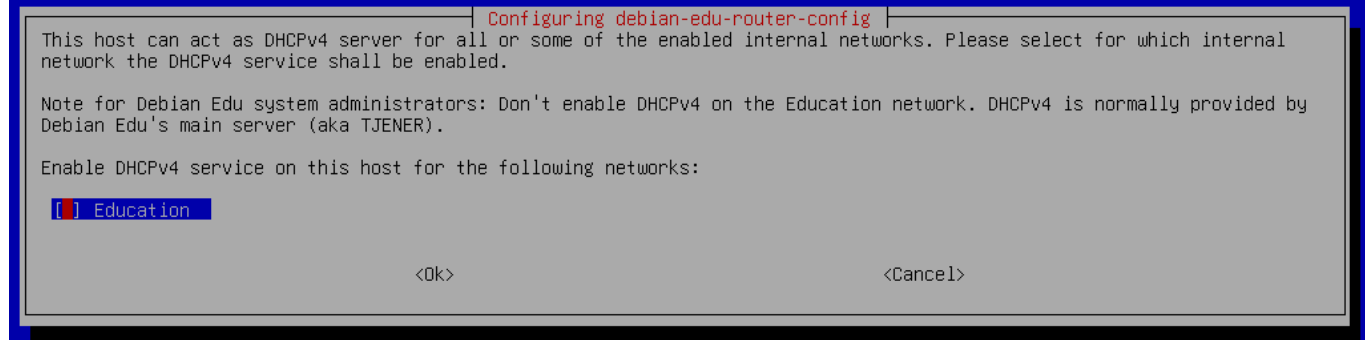 Configuring debian-edu-router-config
This host can act as DHCPv4 server for all or some of the enabled internal networks. Please select for which internal
network the DHCPv4 service shall be enabled.
Note for Debian Edu system administrators: Don't enable DHCPv4 on the Education network. DHCPv4 is normally provided by
Debian Edu's main server (aka TJENER).
Enable DHCPv4 service on this host for the following networks:
[ ] Education
<Ok> <Cancel>